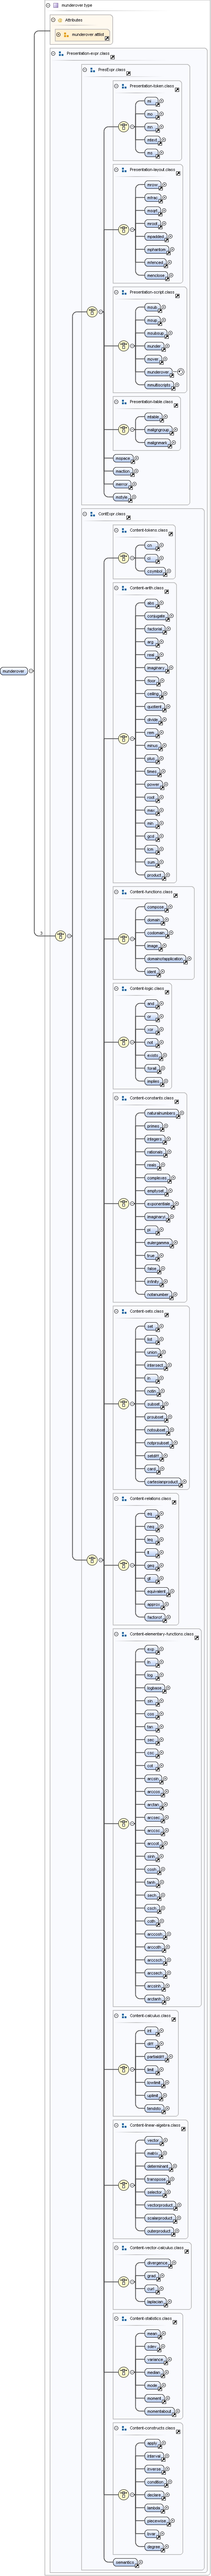 munderover.type
Attributes
munderover.attlist
Presentation-expr.class
PresExpr.class
Presentation-token.class
mi
mo
mn
mtext
ms
Presentation-layout.class
mrow
mfrac
msqrt
mroot
mpadded
mphantom
mfenced
menclose
Presentation-script.class
msub
msup
msubsup
munder
mover
munderover
mmultiscripts
Presentation-table.class
mtable
maligngroup
malignmark
mspace
maction
merror
mstyle
ContExpr.class
Content-tokens.class
cn
ci
csymbol
Content-arith.class
abs
conjugate
factorial
arg
real
imaginary
floor
ceiling
quotient
divide
rem
minus
plus
times
power
root
max
min
gcd
lcm
sum
product
munderover
3
Content-functions.class
compose
domain
codomain
image
domainofapplication
ident
Content-logic.class
and
or
xor
not
exists
forall
implies
Content-constants.class
naturalnumbers
primes
integers
rationals
reals
complexes
emptyset
exponentiale
imaginaryi
pi
eulergamma
true
false
infinity
notanumber
Content-sets.class
set
list
union
intersect
in
notin
subset
prsubset
notsubset
notprsubset
setdiff
card
cartesianproduct
Content-relations.class
eq
neq
leq
lt
geq
gt
equivalent
approx
factorof
Content-elementary-functions.class
exp
ln
log
logbase
sin
cos
tan
sec
csc
cot
arcsin
arccos
arctan
arcsec
arccsc
arccot
sinh
cosh
tanh
sech
csch
coth
arccosh
arccoth
arccsch
arcsech
arcsinh
arctanh
Content-calculus.class
int
diff
partialdiff
limit
lowlimit
uplimit
tendsto
Content-linear-algebra.class
vector
matrix
determinant
transpose
selector
vectorproduct
scalarproduct
outerproduct
Content-vector-calculus.class
divergence
grad
curl
laplacian
Content-statistics.class
mean
sdev
variance
median
mode
moment
momentabout
Content-constructs.class
apply
interval
inverse
condition
declare
lambda
piecewise
bvar
degree
semantics